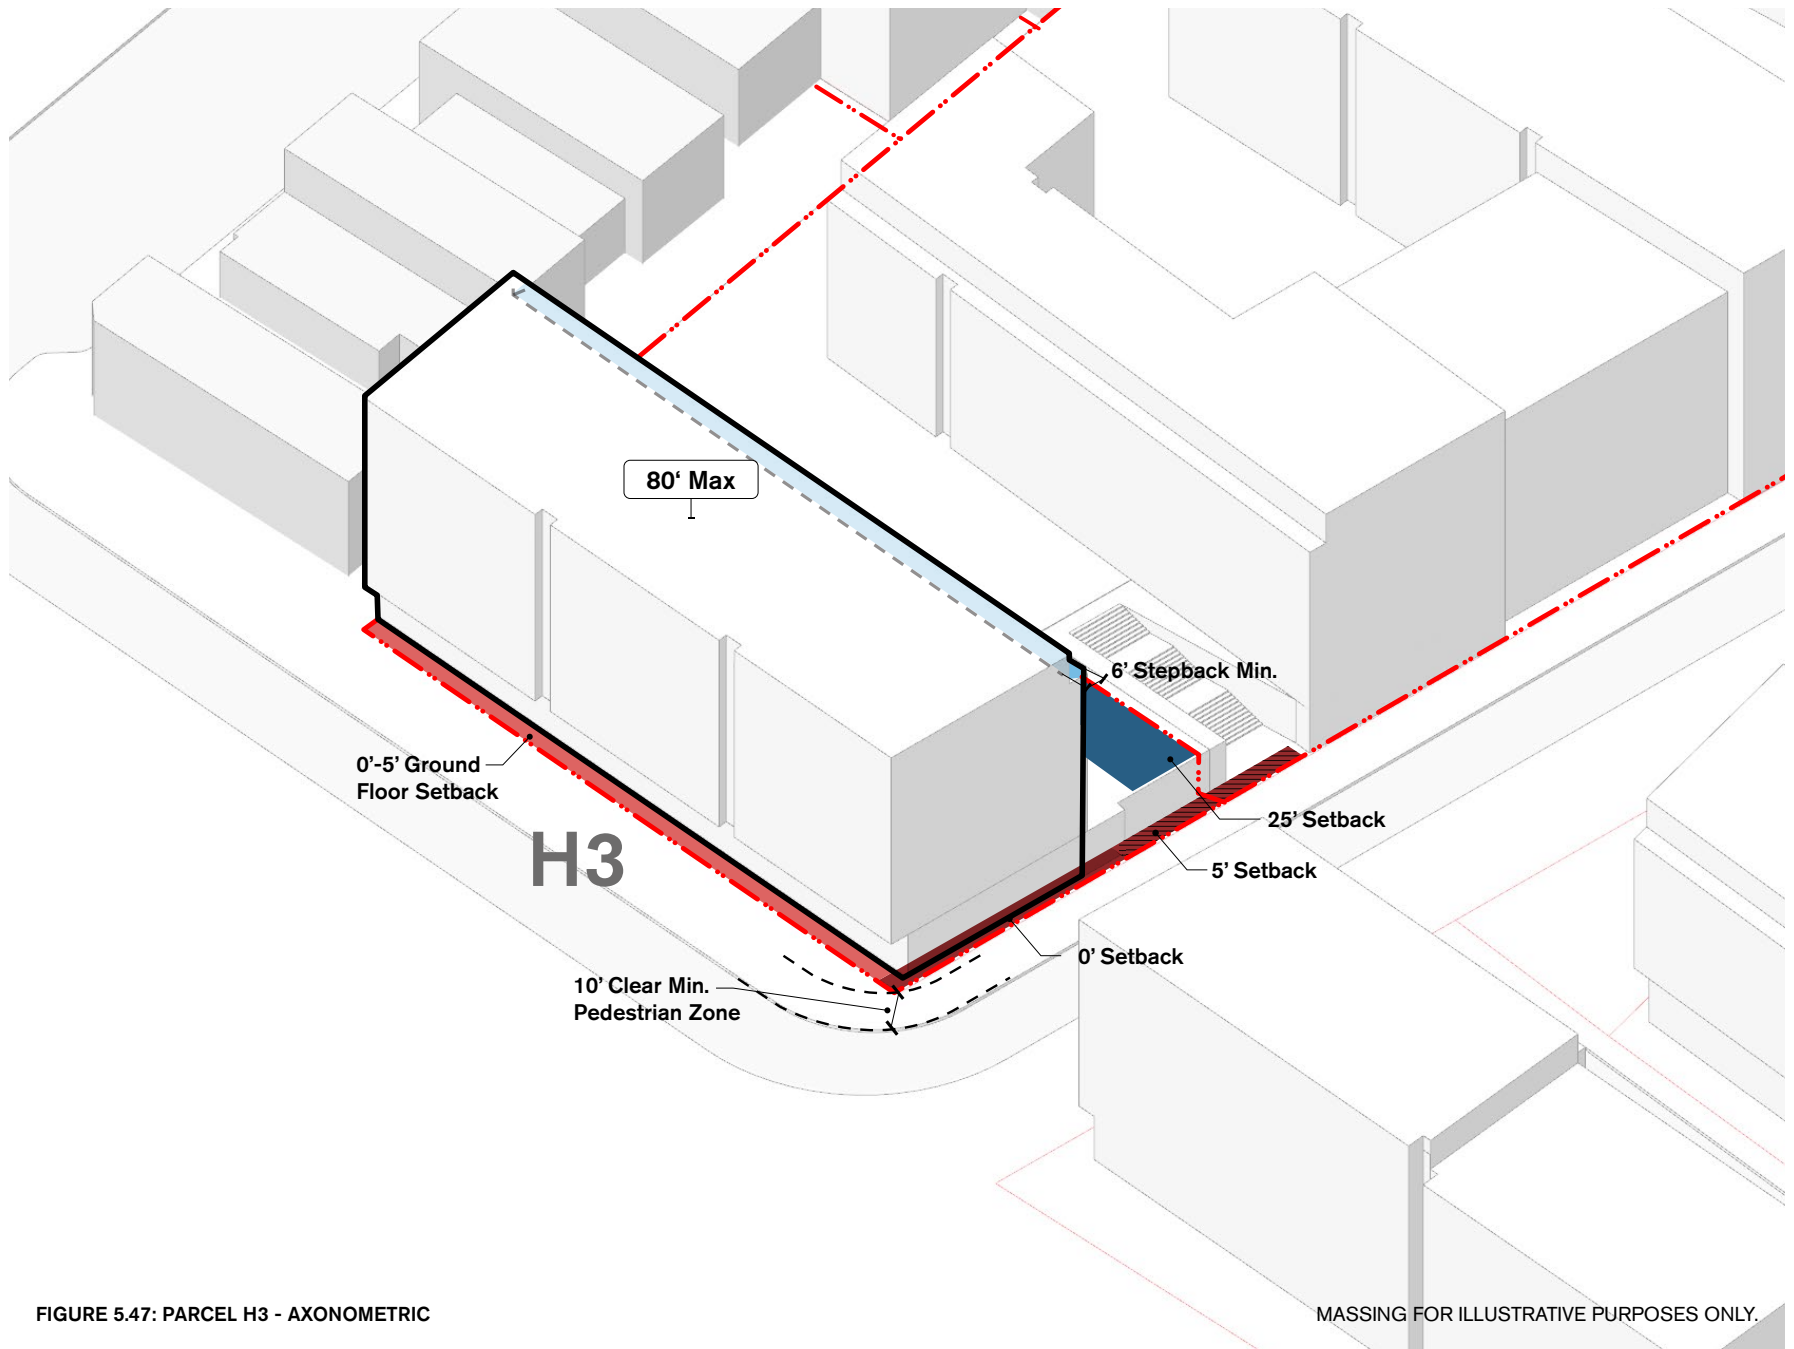 80‘ Max
6’ Stepback Min.
0’-5’ Ground
Floor Setback
H3
25’ Setback
5’ Setback
0’ Setback
10’ Clear Min.
Pedestrian Zone
FIGURE 5.47: PARCEL H3 - AXONOMETRIC
MASSING FOR ILLUSTRATIVE PURPOSES ONLY.